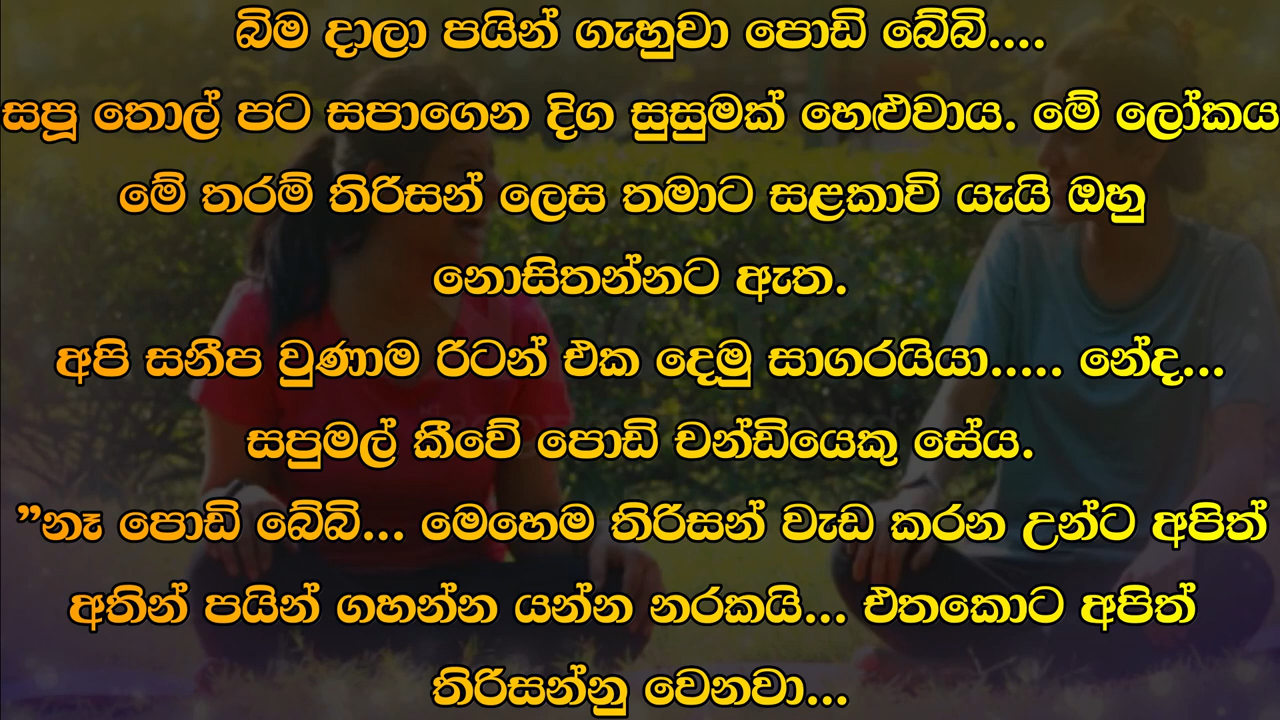 බිම දාලා පයින් ගැහුවා පොඩි බේබි....
සපූ තොල් පට සපාගෙන දිග සුසුමක් හෙළුවාය. මේ ලෝකය
මේ තරම් තිරිසන් ලෙස තමාට සළකාවි යැයි ඔහු
නොසිතන්නට ඇත.
අපි සනීප වුණාම රිටන් එක දෙමු සාගරයියා..... නේද...
සපුමල් කීවේ පොඩි චන්ඩියෙකු සේය.
”නෑ පොඩි බේබි... මෙහෙම තිරිසන් වැඩ කරන උන්ට අපිත්
අතින් පයින් ගහන්න යන්න නරකයි... එතකොට අපිත්
තිරිසන්නු වෙනවා...